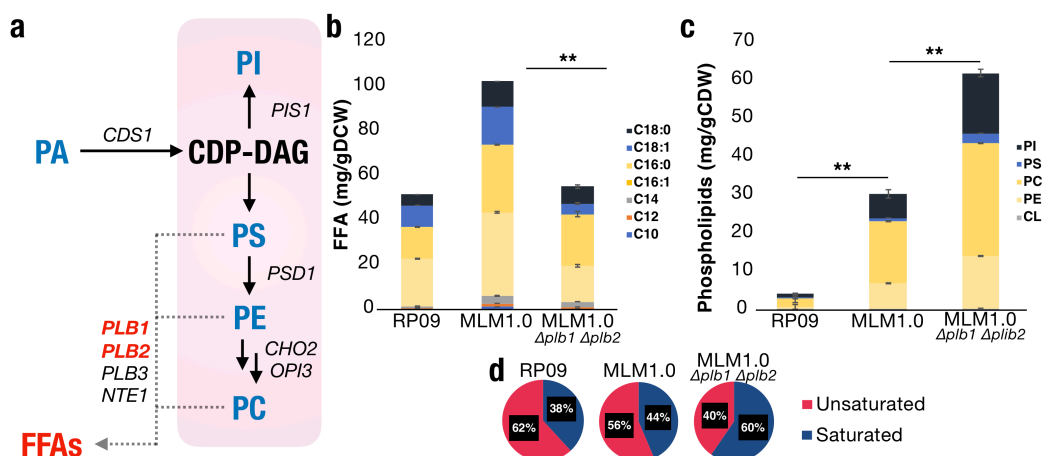 a
PI
PIS1
PA
CDS1
CDP-DAG
PS
PSD1
PE
PLB1
PLB2
PLB3
NTE1
CHO2
OPI3
PC
FFAs
b
FFA (mg/gDCW)
120
100
80
60
40
20
0
**
C18:0
C18:1
C16:0
C16:1
C14
C12
C10
RP09
MLM1.0
MLM1.0
Δplb1 Δplb2
c
Phospholipids (mg/gCDW)
70
60
50
40
30
20
10
0
**
**
PI
PS
PC
PE
CL
RP09
MLM1.0
MLM1.0
Δplb1 Δplib2
d
RP09
MLM1.0
MLM1.0
Δplb1 Δplb2
38%
62%
44%
56%
40%
60%
Unsaturated
Saturated